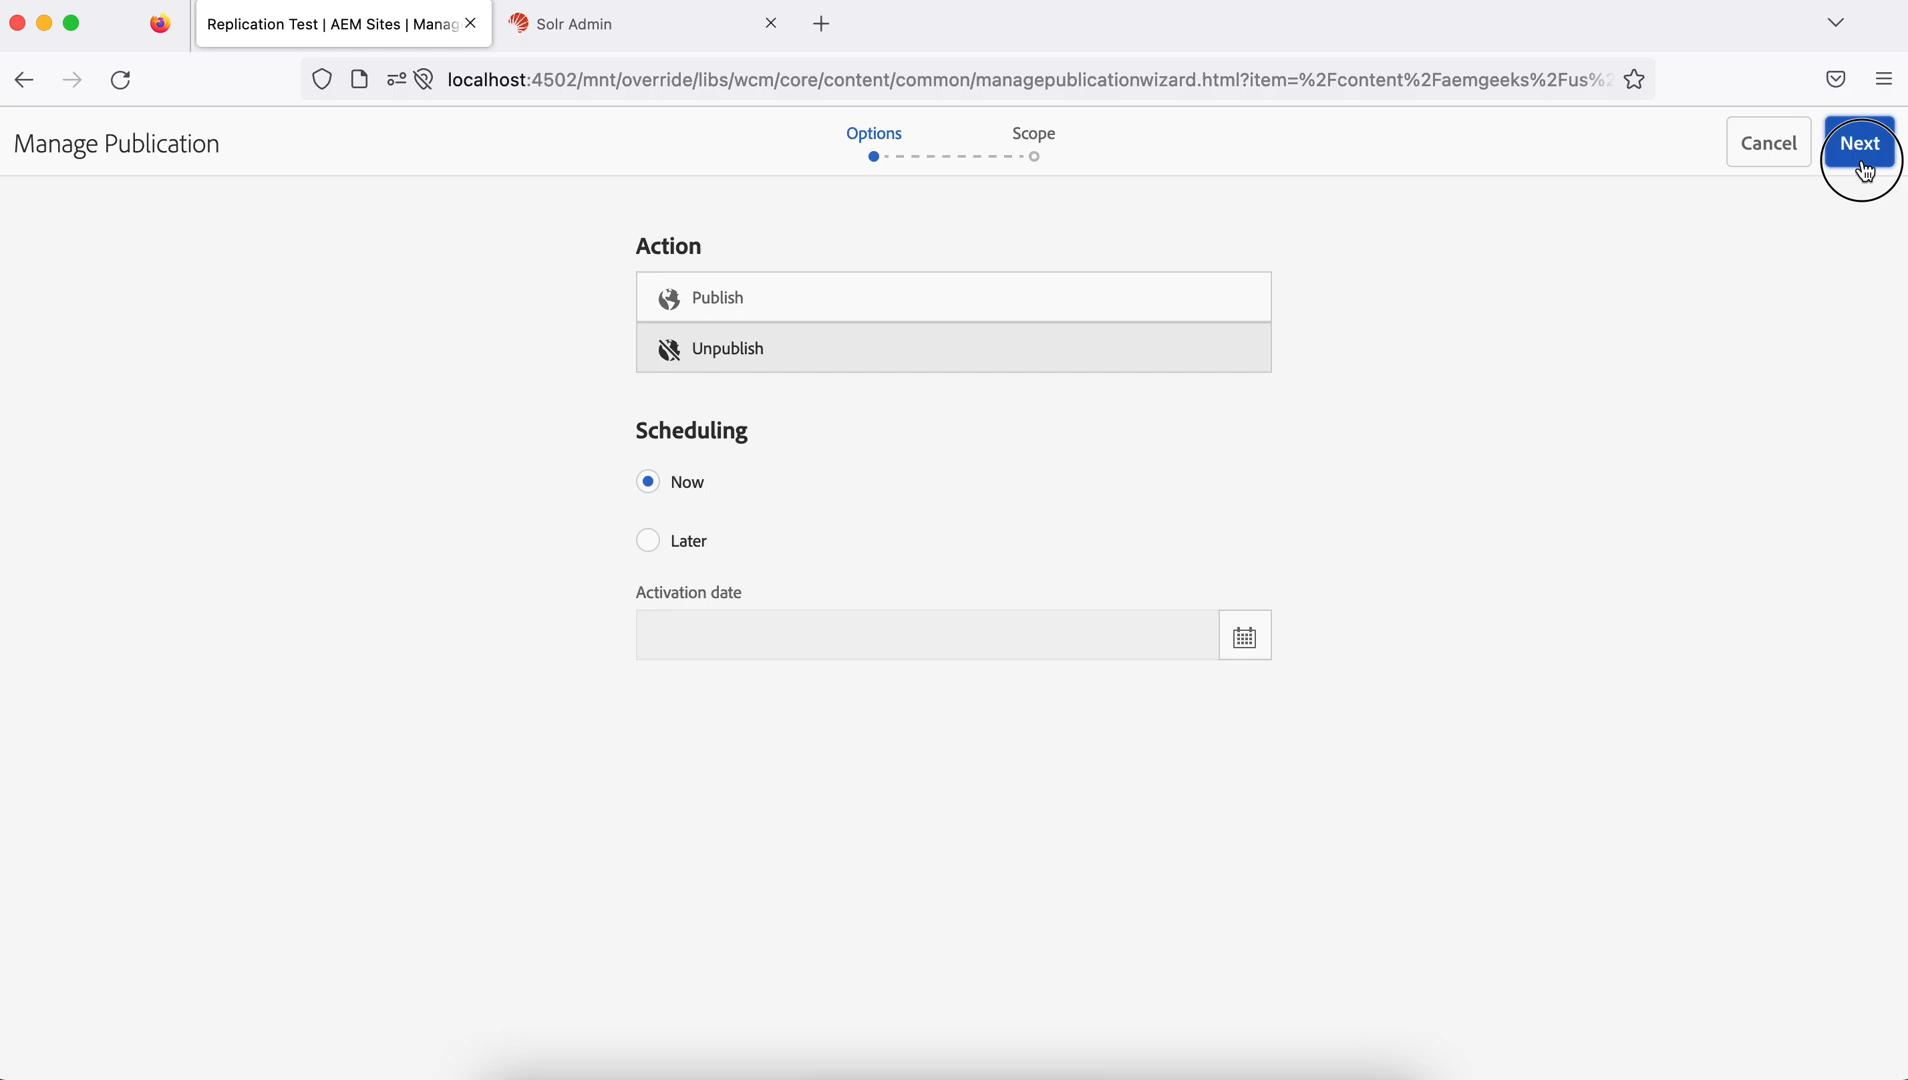 Replication Test | AEM Sites | Manag
Solr Admin
localhost:4502/mnt/override/libs/wcm/core/content/common/managepublicationwizard.html?item=%2Fcontent%2Faemgeeks%2Fus%2
Manage Publication
Options
Scope
Cancel
Next
Action
Publish
Unpublish
Scheduling
Now
Later
Activation date